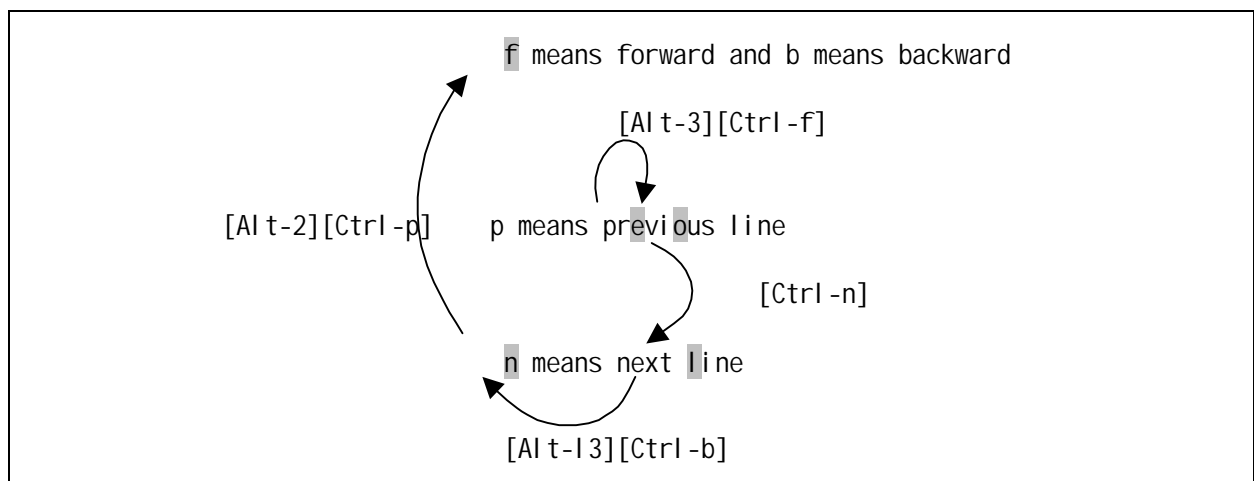 f means forward and b means backward
[Alt-3][Ctrl-f]
[Alt-2][Ctrl-p] p means previous line
[Ctrl-n]
n means next line
[Alt-l3][Ctrl-b]